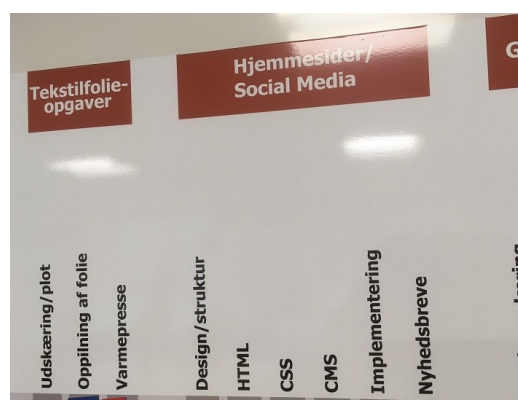 Tekstilfolie-
opgaver
Hjemmesider/
Social Media
G
Udskæring/plot
Oppilning af folie
Varmepresse
Design/struktur
HTML
CSS
CMS
Implementering
Nyhedsbreve